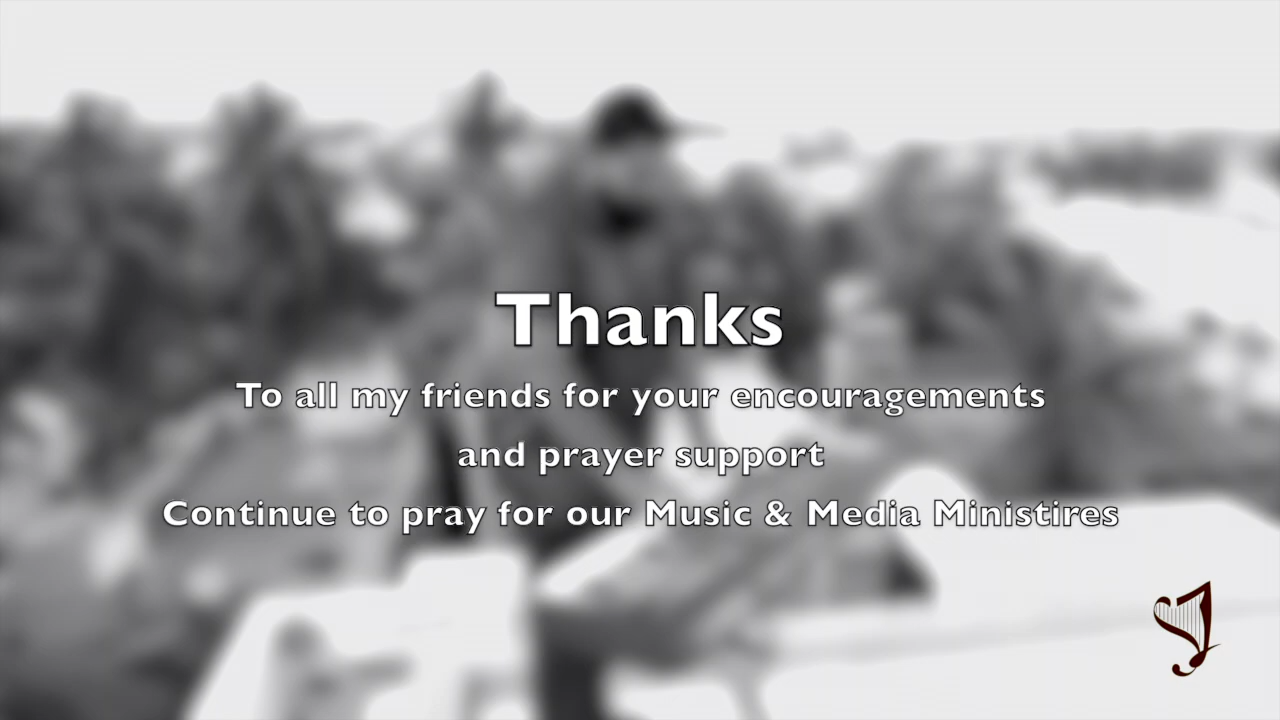 Thanks
To all my friends for your encouragements
and prayer support
Continue to pray for our Music & Media Ministires